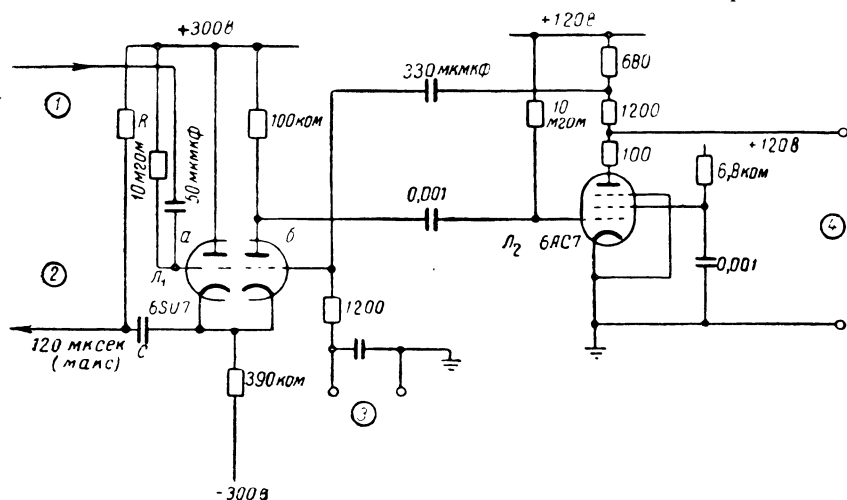 +300в
+120в
680
330 мкмкф
1
R
10 мгом
50 мкмкф
100 ком
10
мгом
1200
+120в
100
6,8 ком
0,001
а
б
Л₂
6АС7
4
2
Л₁
6SU7
0,001
120 мксек
(макс)
С
1200
390 ком
3
-300в